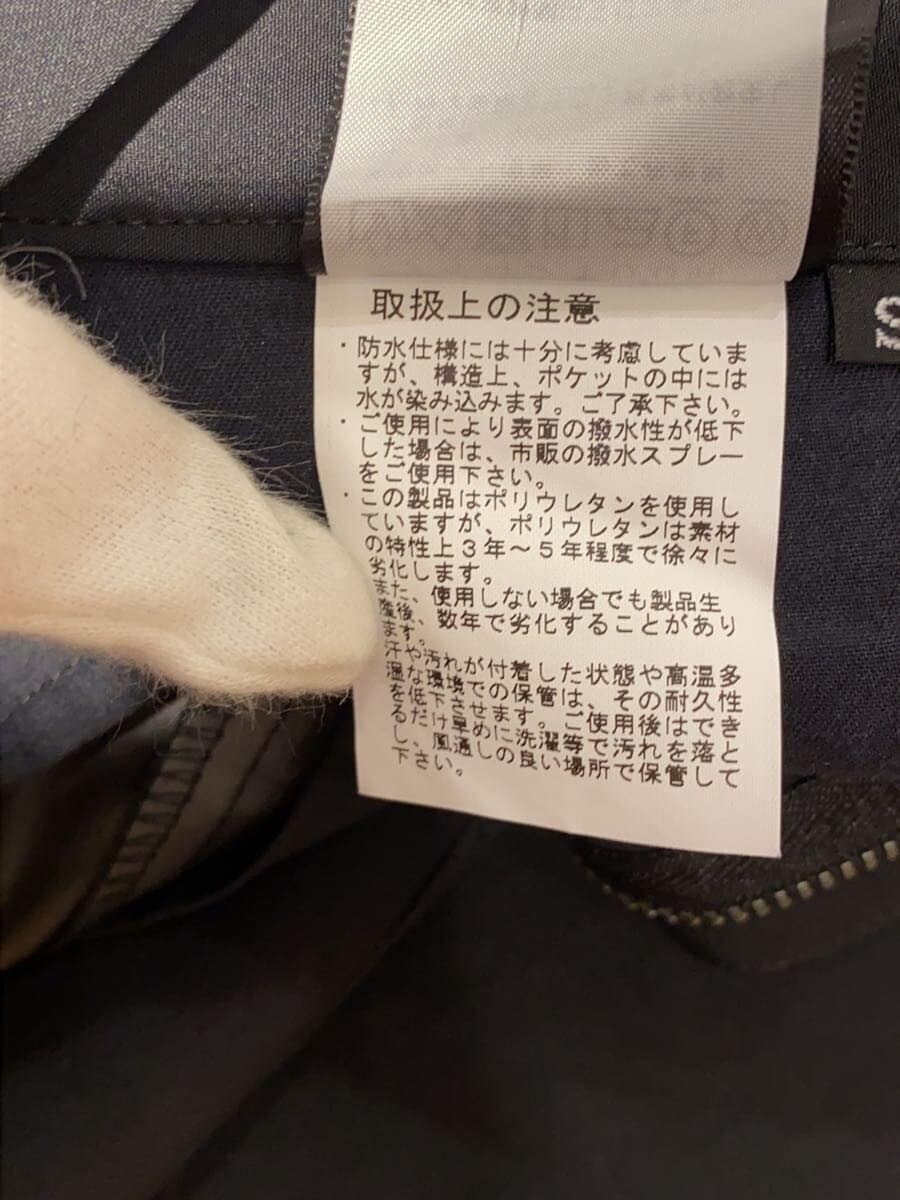 取扱上の注意
・防水仕様には十分に考慮していま
すが、構造上、ポケットの中には
水が染み込みます。ご了承下さい。
・ご使用により表面の撥水性が低下
した場合は、市販の撥水スプレー
をご使用下さい。
・この製品はポリウレタンを使用し
ていますが、ポリウレタンは素材
の特性上3年～5年程度で徐々に
劣化します。
また、使用しない場合でも製品生
産後、数年で劣化することがあり
ます。
汗や汚れが付着した状態や高温多
湿な環境での保管は、その耐久性
を低下させます。ご使用後はでき
るだけ早めに洗濯等で汚れを落と
し、風通しの良い場所で保管して
下さい。
S